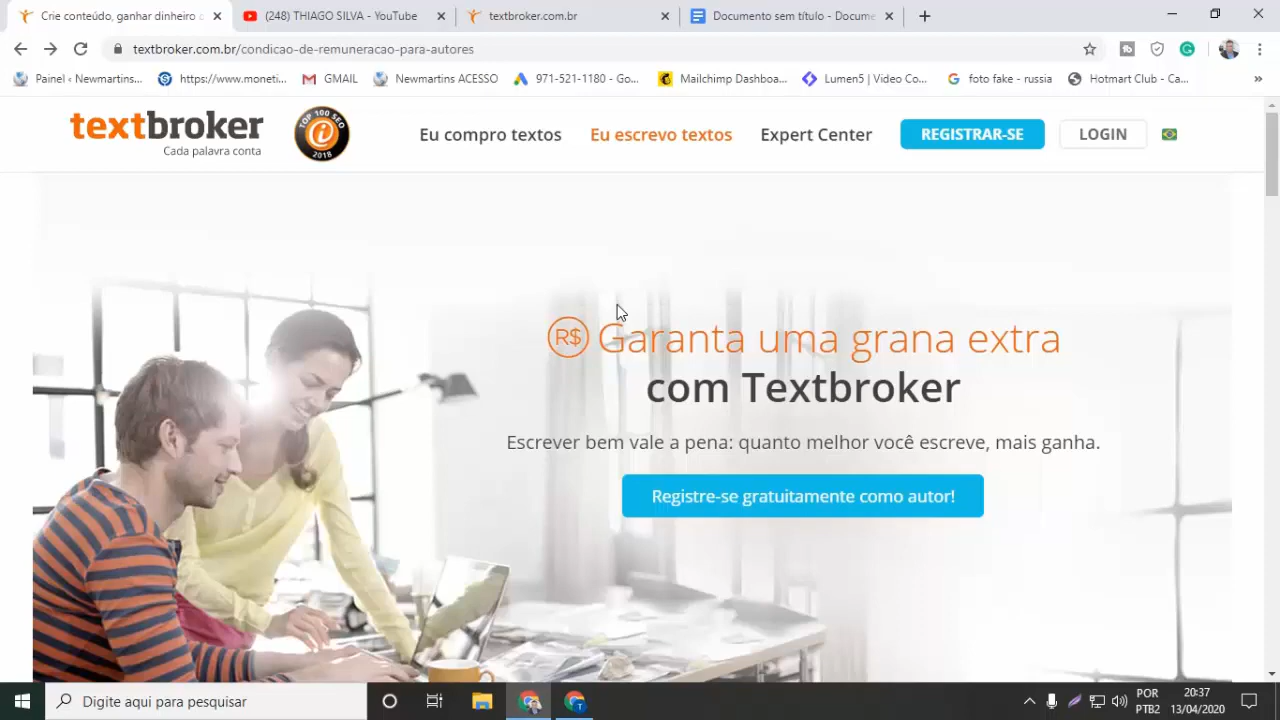 Crie conteúdo, ganhar dinheiro o
(248) THIAGO SILVA - YouTube
textbroker.com.br
Documento sem título - Docume
textbroker.com.br/condicao-de-remuneracao-para-autores
Painel ‹ Newmartins...
https://www.moneti...
GMAIL
Newmartins ACESSO
971-521-1180 - Go...
Mailchimp Dashboa...
Lumen5 | Video Co...
foto fake - russia
Hotmart Club - Ca...
»
textbroker
Cada palavra conta
TOP 100 SEO
2018
Eu compro textos
Eu escrevo textos
Expert Center
REGISTRAR-SE
LOGIN
R$ Garanta uma grana extra
com Textbroker
Escrever bem vale a pena: quanto melhor você escreve, mais ganha.
Registre-se gratuitamente como autor!
Digite aqui para pesquisar
POR
PTB2
20:37
13/04/2020